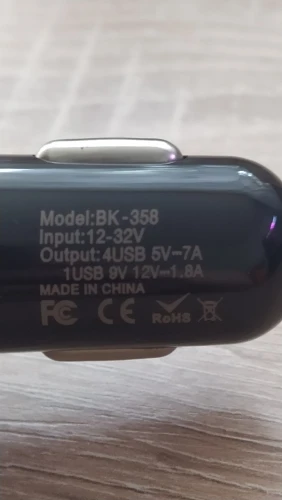 Model:BK-358
Input:12-32V
Output:4USB 5V-7A
1USB 9V 12V-1.8A
MADE IN CHINA
FC CE RoHS